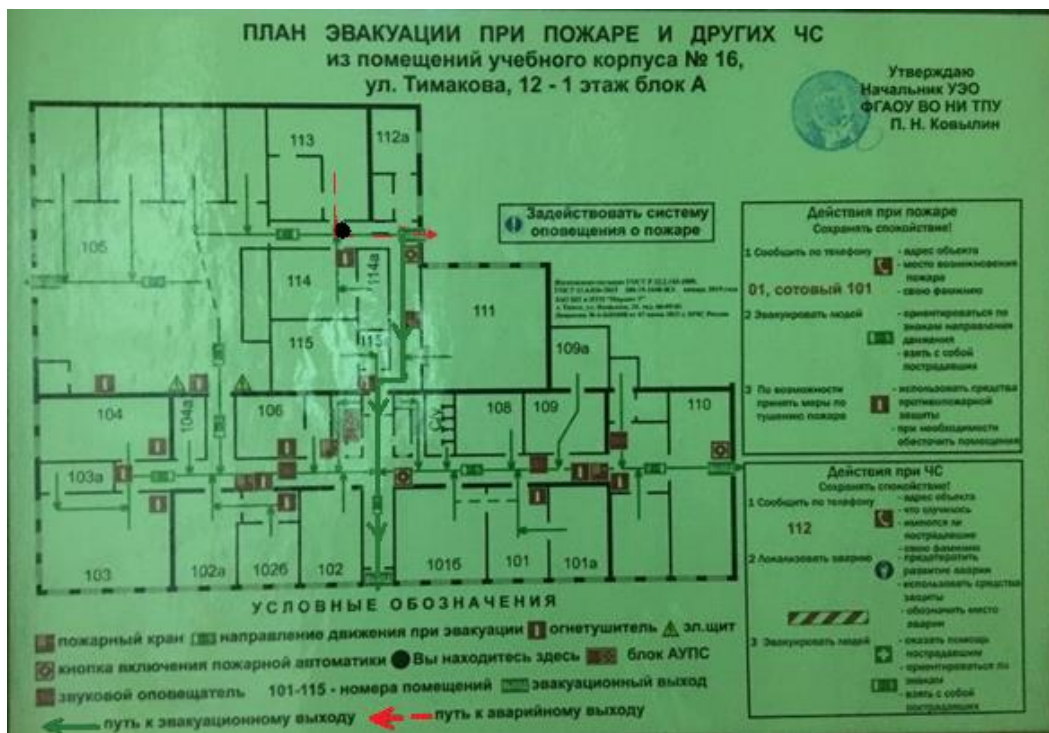 ПЛАН ЭВАКУАЦИИ ПРИ ПОЖАРЕ И ДРУГИХ ЧС
из помещений учебного корпуса № 16,
ул. Тимакова, 12 - 1 этаж блок А
Утверждаю
Начальник УЭО
ФГАОУ ВО НИ ТПУ
П. Н. Ковылин
113
112а
105
114
114а
115
111
109а
104
104а
106
С/У
108
109
110
103а
103
102а
102б
102
101б
101
101а
Задействовать систему
оповещения о пожаре
Действия при пожаре
Сохранять спокойствие!
1 Сообщить по телефону
- адрес объекта
- место возникновения
пожара
- свою фамилию
01, сотовый 101
2 Эвакуировать людей
- ориентироваться по
знакам направления
движения
- взять с собой
пострадавших
3 По возможности
принять меры по
тушению пожара
- использовать средства
противопожарной
защиты
- при необходимости
обесточить помещения
Действия при ЧС
Сохранять спокойствие!
1 Сообщить по телефону
- адрес объекта
- что случилось
- имеются ли
пострадавшие
- свою фамилию
112
2 Локализовать аварию
- предотвратить
развитие аварии
- использовать средства
защиты
- обозначить место
аварии
3 Эвакуировать людей
- оказать помощь
пострадавшим
- ориентироваться по
знакам
- взять с собой
пострадавших
УСЛОВНЫЕ ОБОЗНАЧЕНИЯ
пожарный кран направление движения при эвакуации огнетушитель эл.щит
кнопка включения пожарной автоматики Вы находитесь здесь блок АУПС
звуковой оповещатель 101-115 - номера помещений эвакуационный выход
путь к эвакуационному выходу путь к аварийному выходу